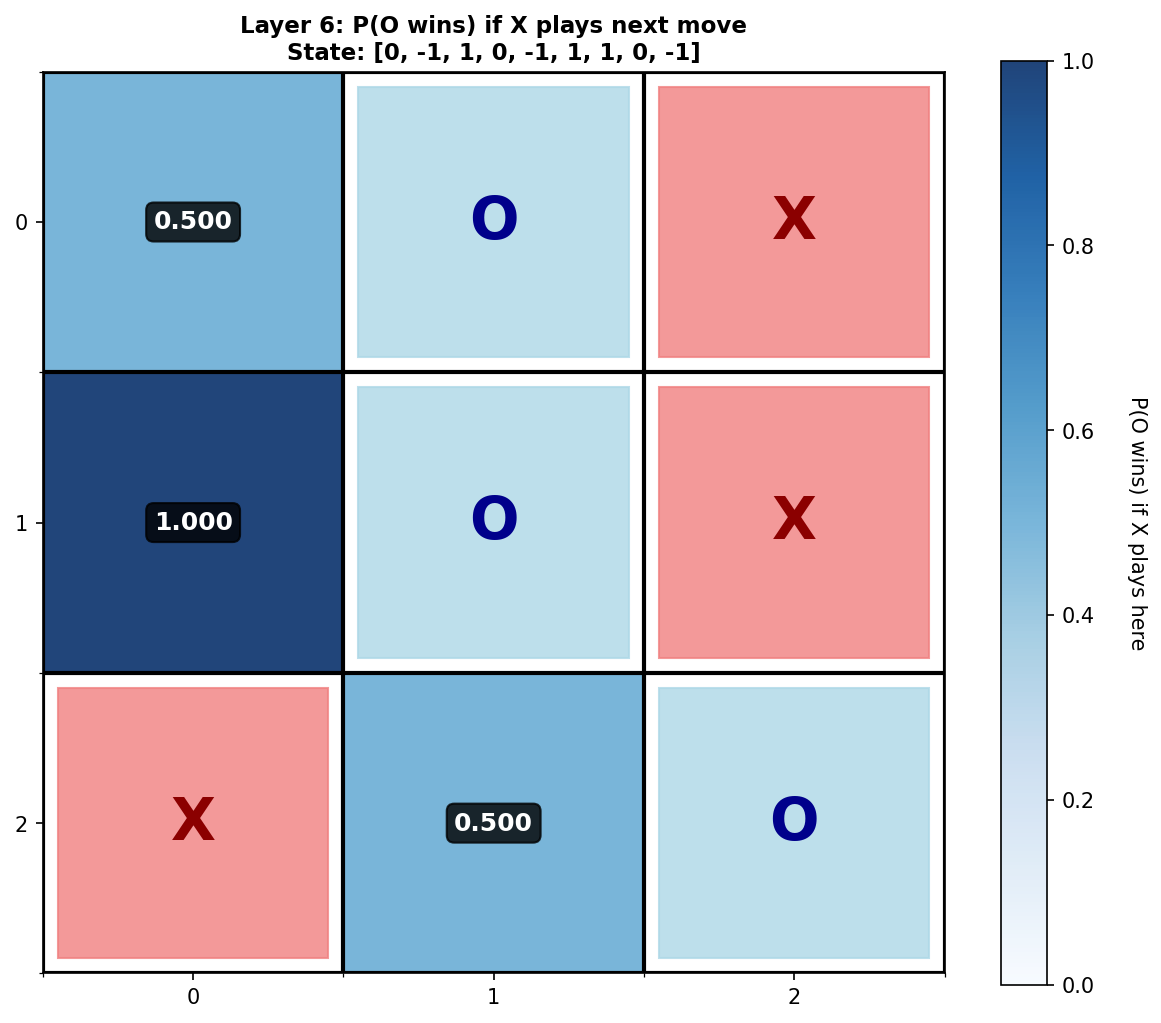 Layer 6: P(O wins) if X plays next move
State: [0, -1, 1, 0, -1, 1, 1, 0, -1]
0.500 O X
1.000 O X
X 0.500 O
0
1
2
0 1 2
1.0
0.8
0.6
0.4
0.2
0.0
P(O wins) if X plays here